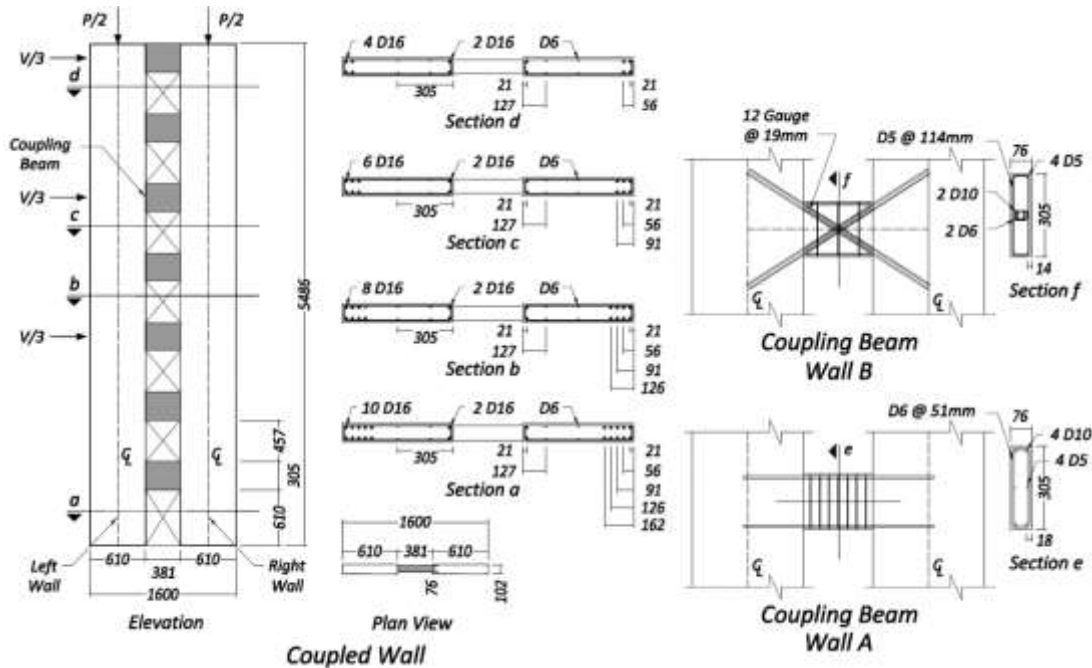 P/2 P/2
V/3
d
Coupling
Beam
V/3
c
b
V/3
5486
457
305
610
a
℄ ℄
Left
Wall
Right
Wall
610 610
381
1600
Elevation
4 D16 2 D16 D6
305
21 21
127 56
Section d
6 D16 2 D16 D6
305
21 21
127 56
91
Section c
8 D16 2 D16 D6
305
21 21
127 56
91
126
Section b
10 D16 2 D16 D6
305
21 21
127 56
91
126
162
Section a
1600
610 381 610
76
102
Plan View
Coupled Wall
12 Gauge
@ 19mm
D5 @ 114mm
76
4 D5
f
2 D10
2 D6
305
14
℄ ℄
Section f
Coupling Beam
Wall B
D6 @ 51mm
76
4 D10
4 D5
e
305
18
℄ ℄
Section e
Coupling Beam
Wall A